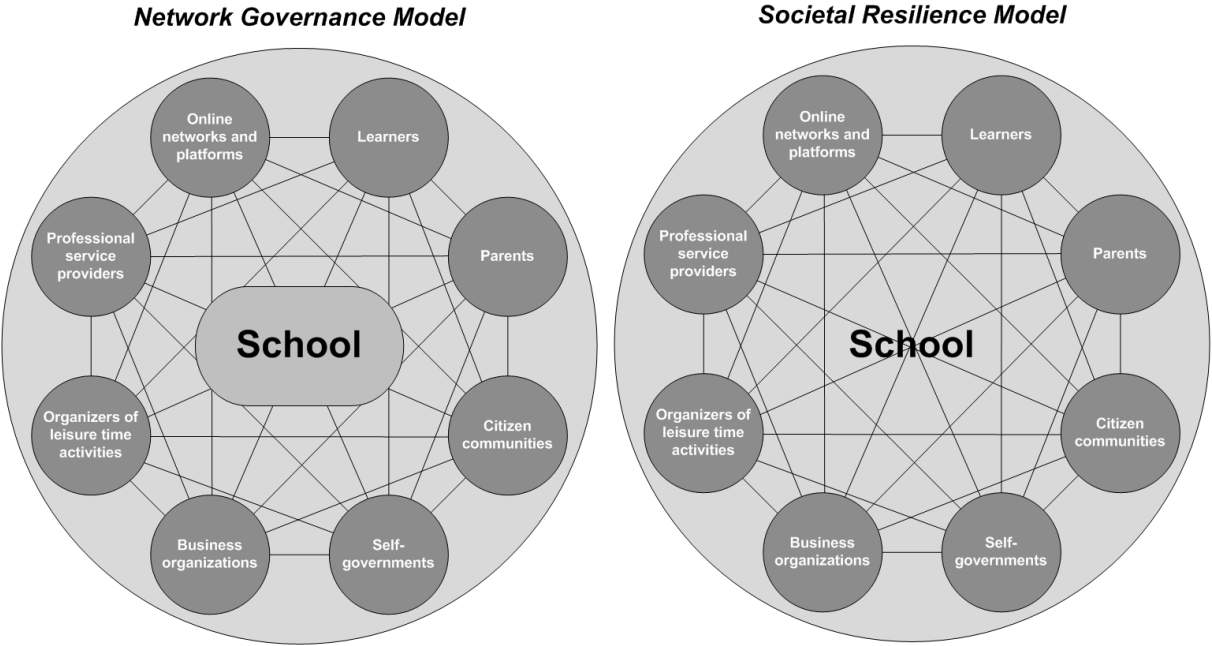 Network Governance Model
Online
networks and
platforms
Learners
Professional
service
providers
Parents
School
Organizers of
leisure time
activities
Citizen
communities
Business
organizations
Self-
governments
Societal Resilience Model
Online
networks and
platforms
Learners
Professional
service
providers
Parents
School
Organizers of
leisure time
activities
Citizen
communities
Business
organizations
Self-
governments